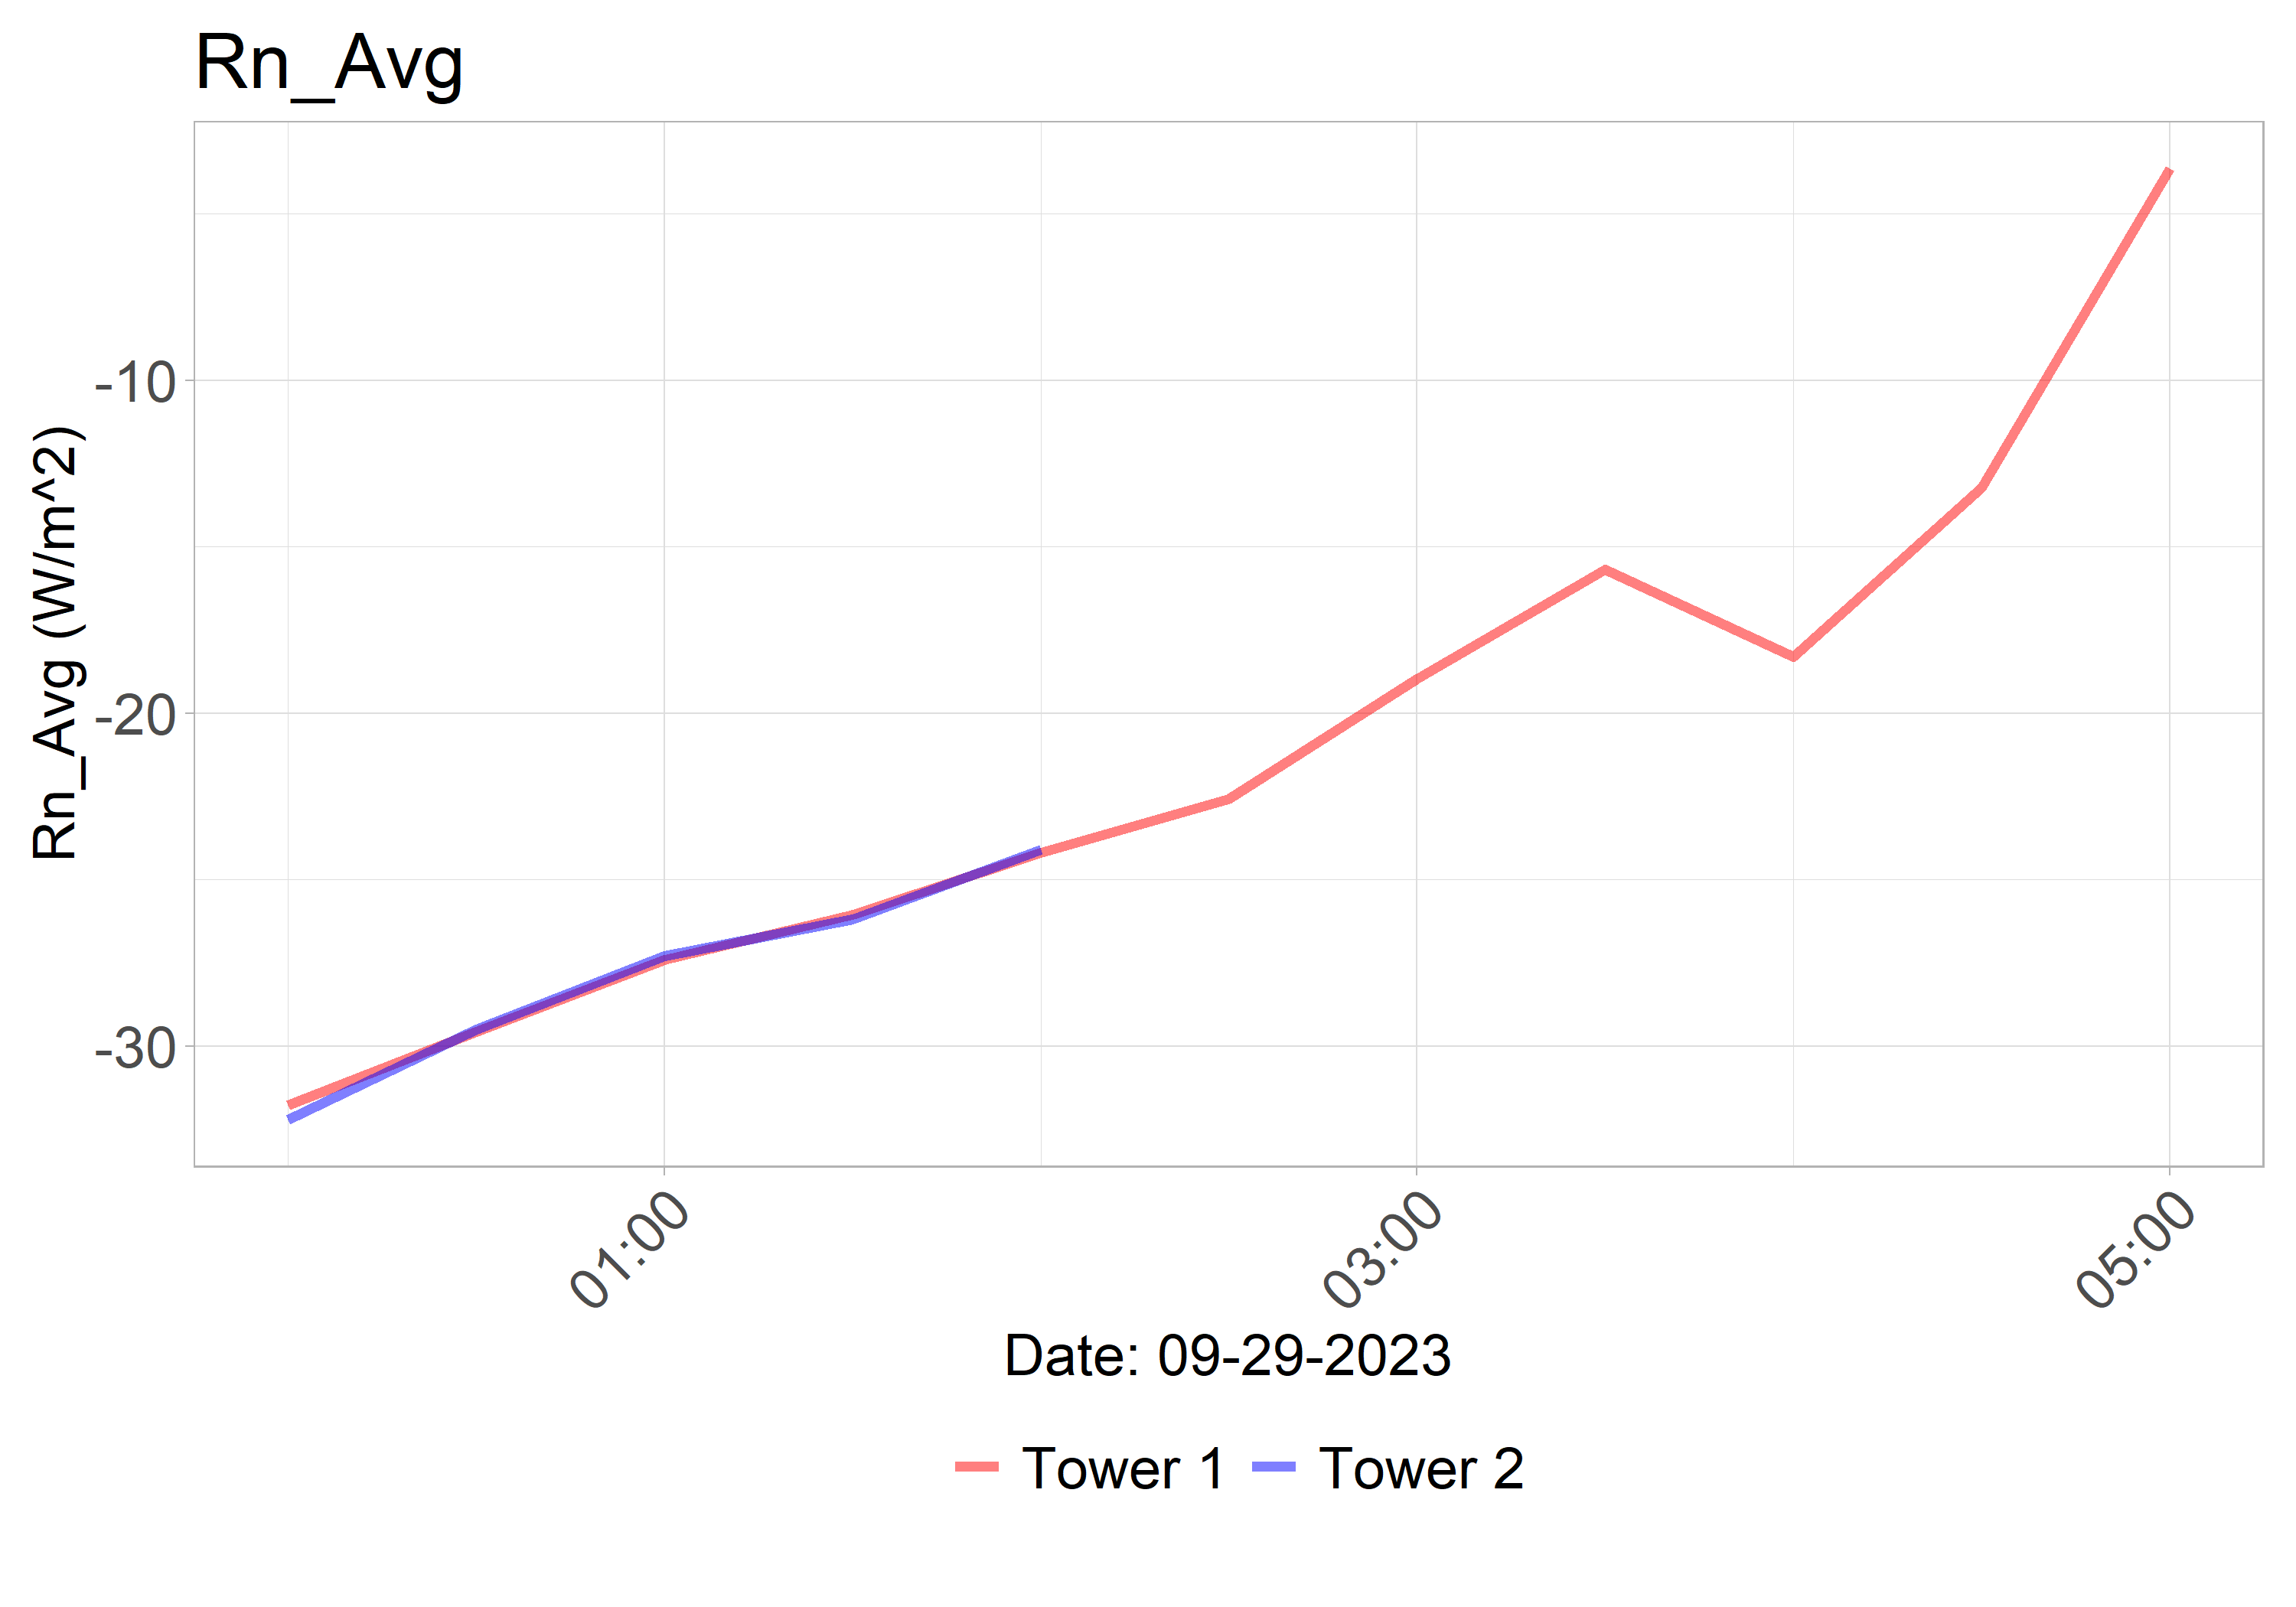 Rn_Avg
Rn_Avg (W/m^2)
-10
-20
-30
01:00
03:00
05:00
Date: 09-29-2023
Tower 1
Tower 2